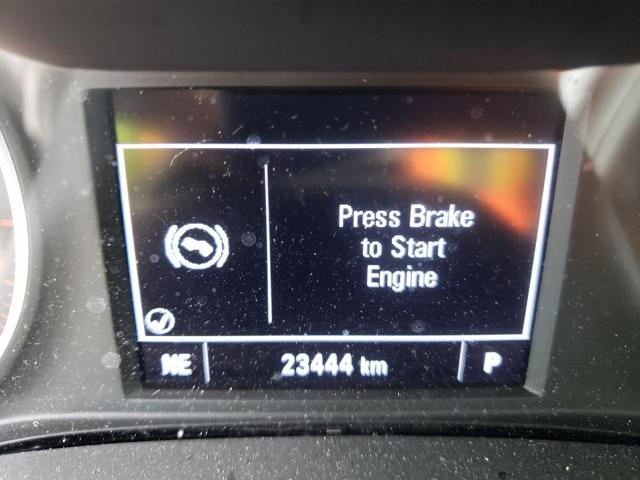 Press Brake
to Start
Engine
NE 23444 km P